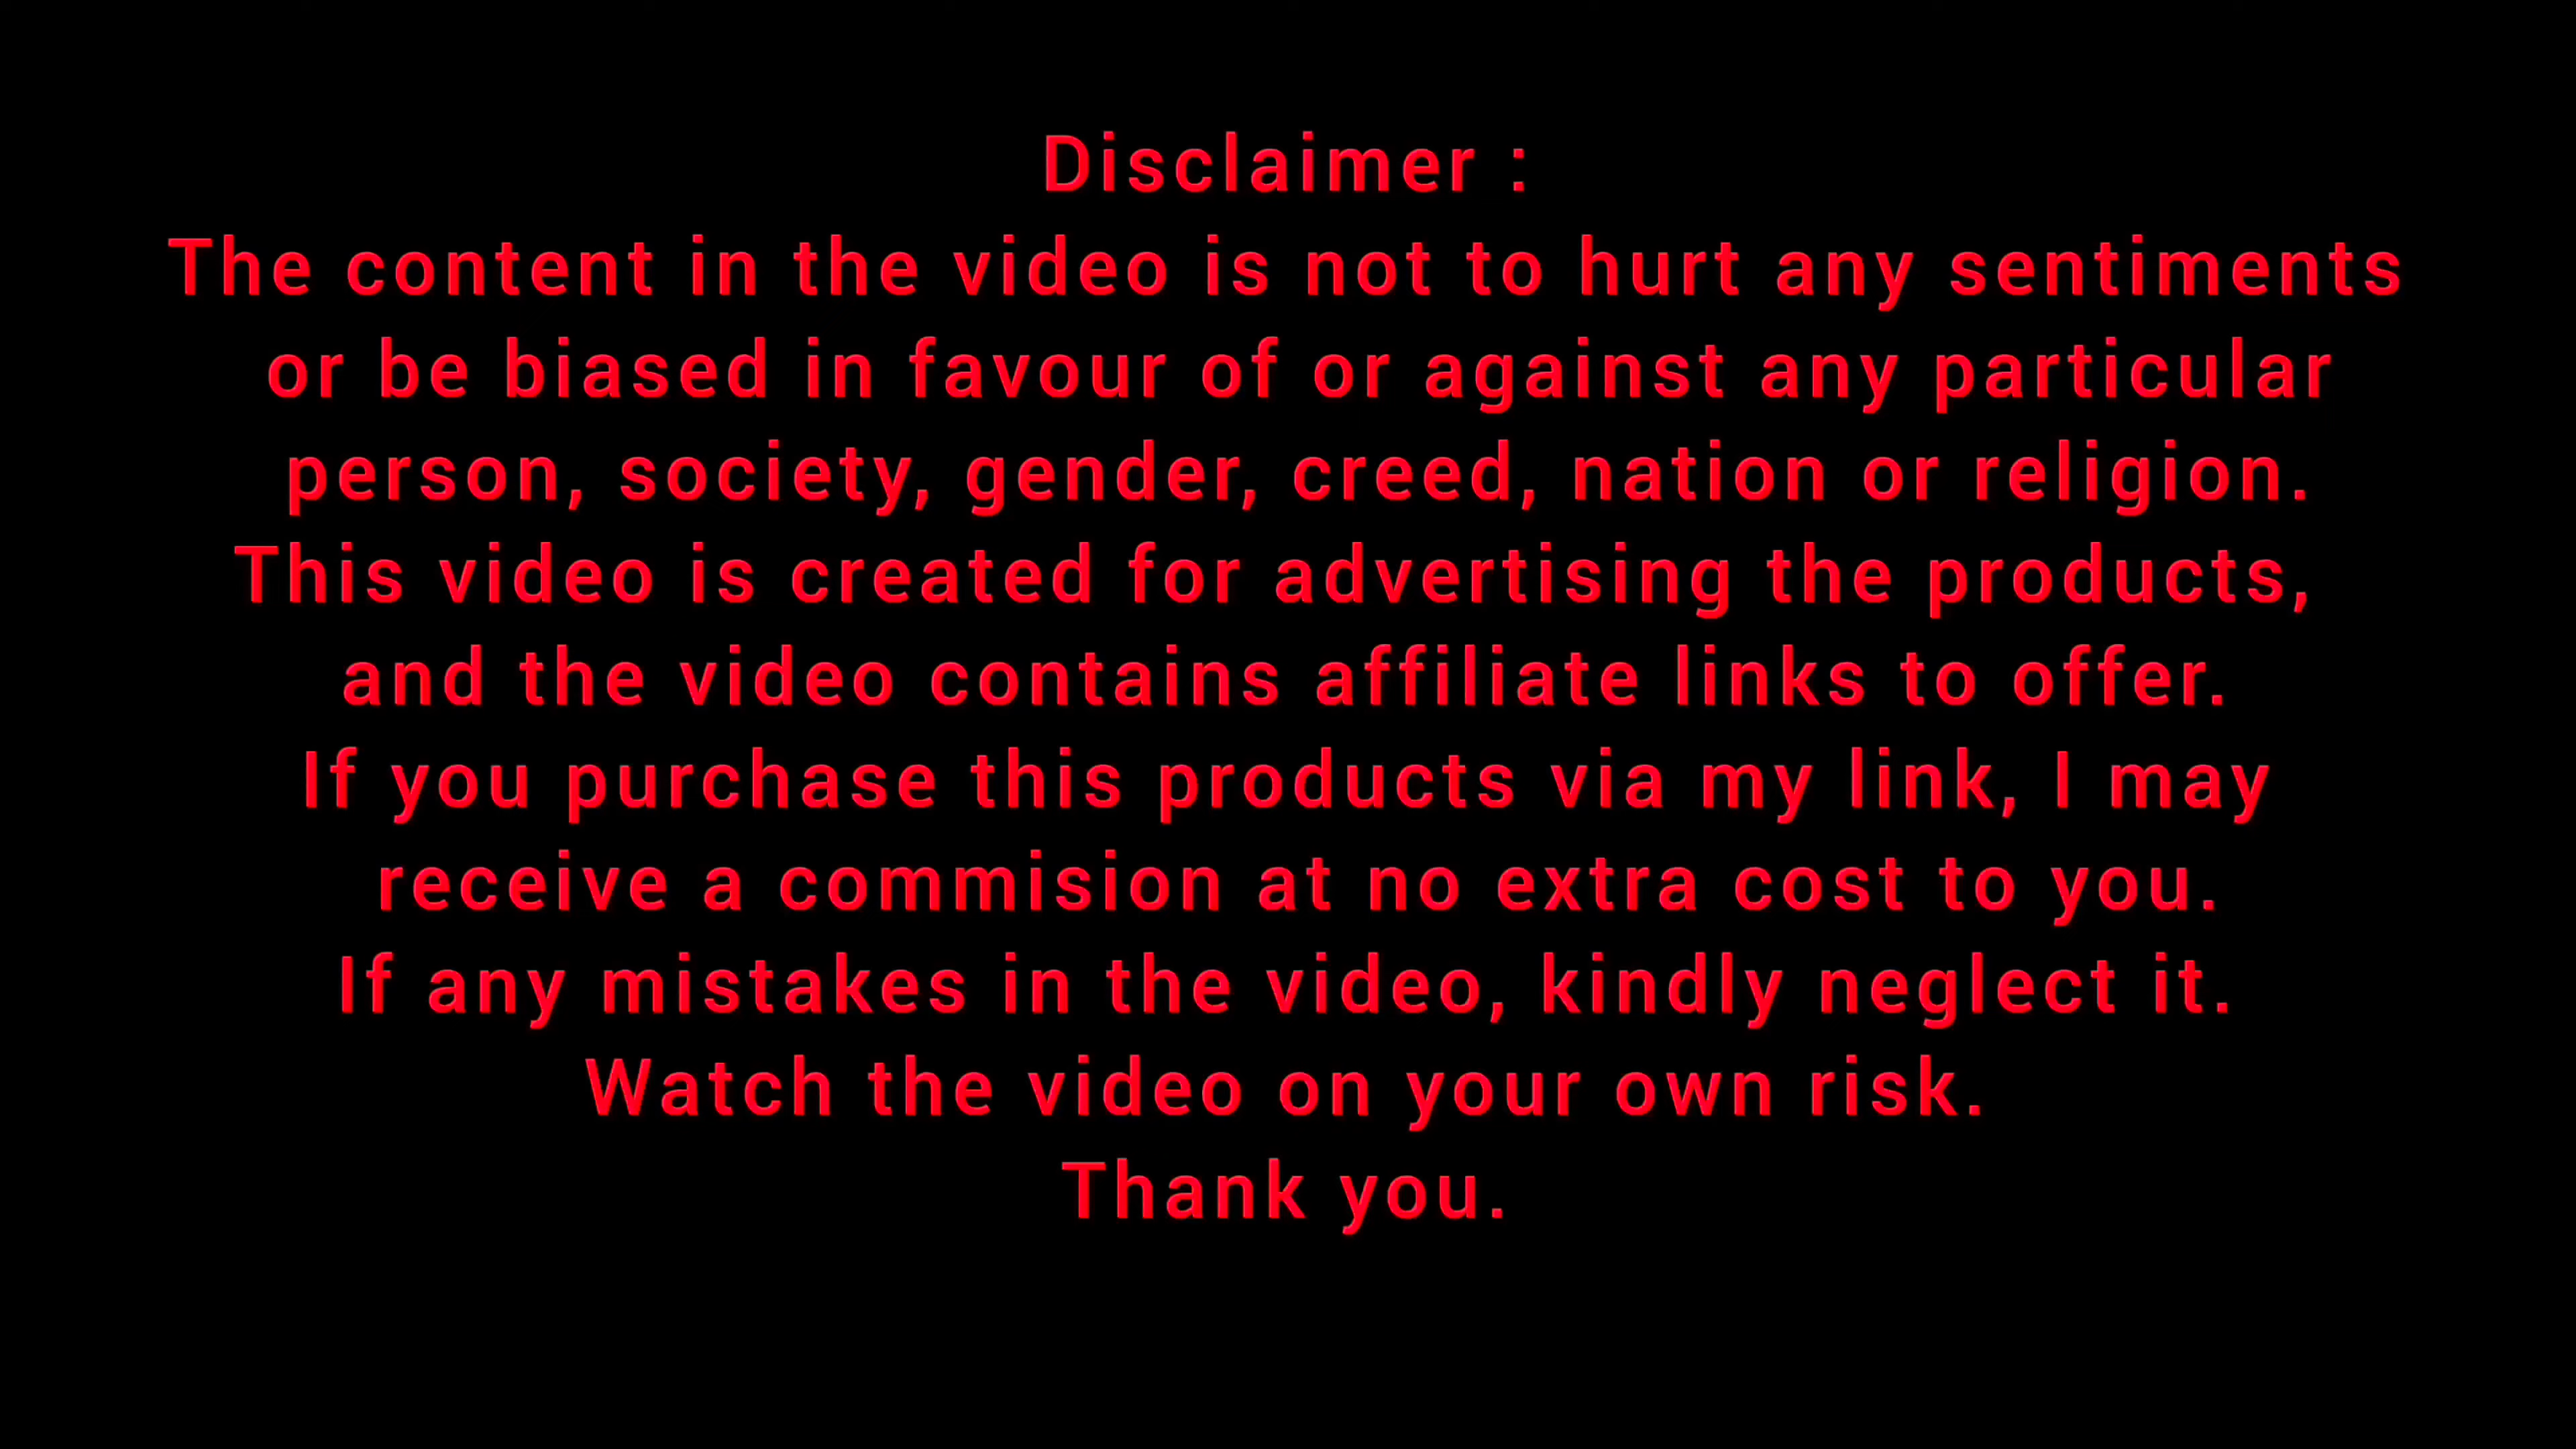 Disclaimer :
The content in the video is not to hurt any sentiments
or be biased in favour of or against any particular
person, society, gender, creed, nation or religion.
This video is created for advertising the products,
and the video contains affiliate links to offer.
If you purchase this products via my link, I may
receive a commision at no extra cost to you.
If any mistakes in the video, kindly neglect it.
Watch the video on your own risk.
Thank you.